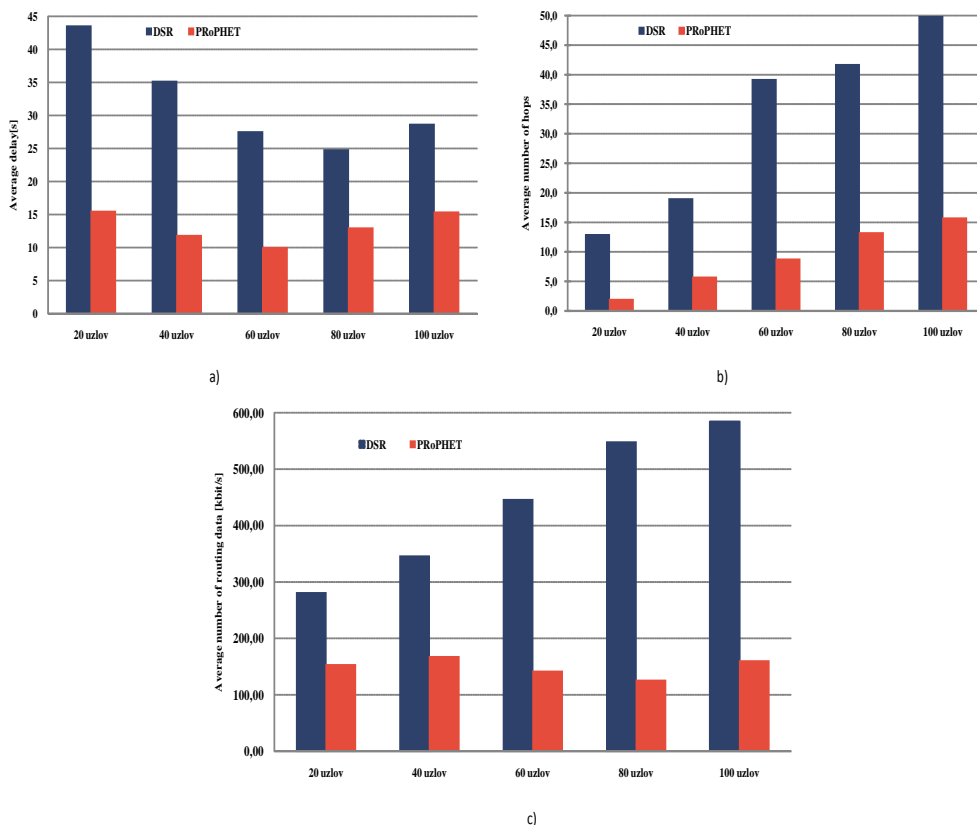 45
40
35
30
25
20
15
10
5
0
Average delay[s]
DSR PRoPHET
20 uzlov 40 uzlov 60 uzlov 80 uzlov 100 uzlov
a)
50,0
45,0
40,0
35,0
30,0
25,0
20,0
15,0
10,0
5,0
0,0
Average number of hops
DSR PRoPHET
20 uzlov 40 uzlov 60 uzlov 80 uzlov 100 uzlov
b)
600,00
500,00
400,00
300,00
200,00
100,00
0,00
Average number of routing data [kbit/s]
DSR PRoPHET
20 uzlov 40 uzlov 60 uzlov 80 uzlov 100 uzlov
c)